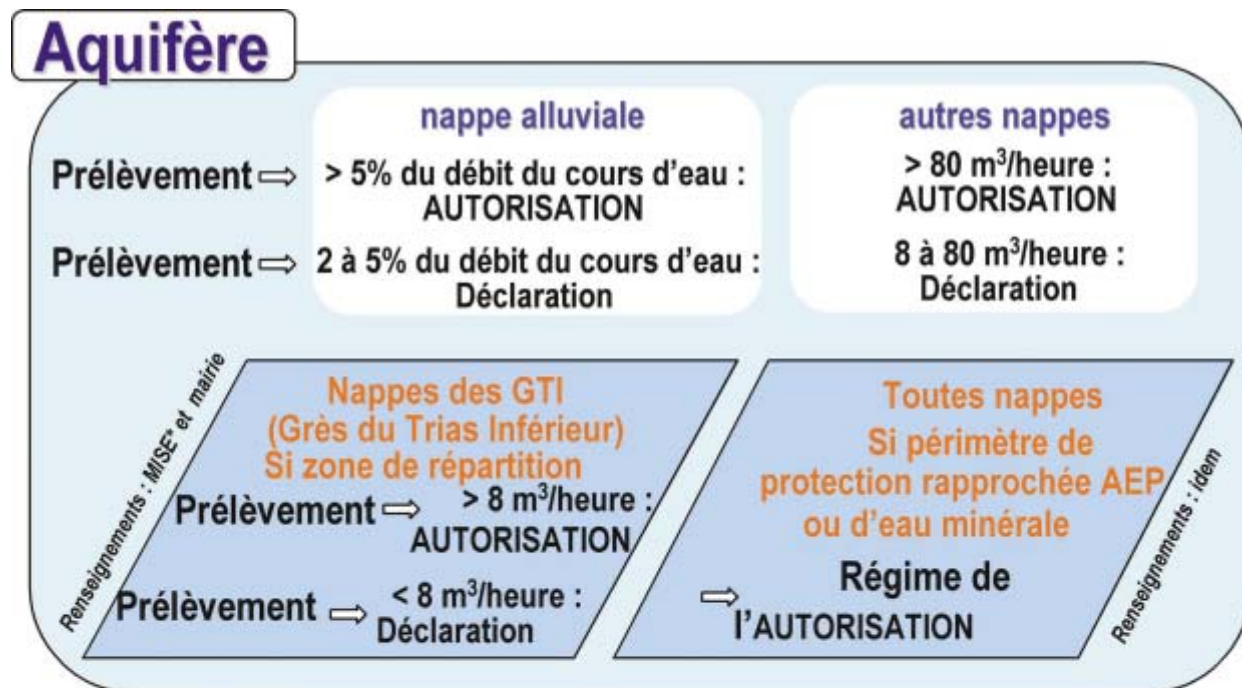 Aquifère
nappe alluviale
autres nappes
Prélèvement ⇨ > 5% du débit du cours d'eau :
AUTORISATION
> 80 m³/heure :
AUTORISATION
Prélèvement ⇨ 2 à 5% du débit du cours d'eau :
Déclaration
8 à 80 m³/heure :
Déclaration
Renseignements : MISE* et mairie
Nappes des GTI
(Grès du Trias Inférieur)
Si zone de répartition
Prélèvement ⇨ > 8 m³/heure :
AUTORISATION
Prélèvement ⇨ < 8 m³/heure :
Déclaration
Toutes nappes
Si périmètre de
protection rapprochée AEP
ou d'eau minérale
⇨ Régime de
l'AUTORISATION
Renseignements : idem